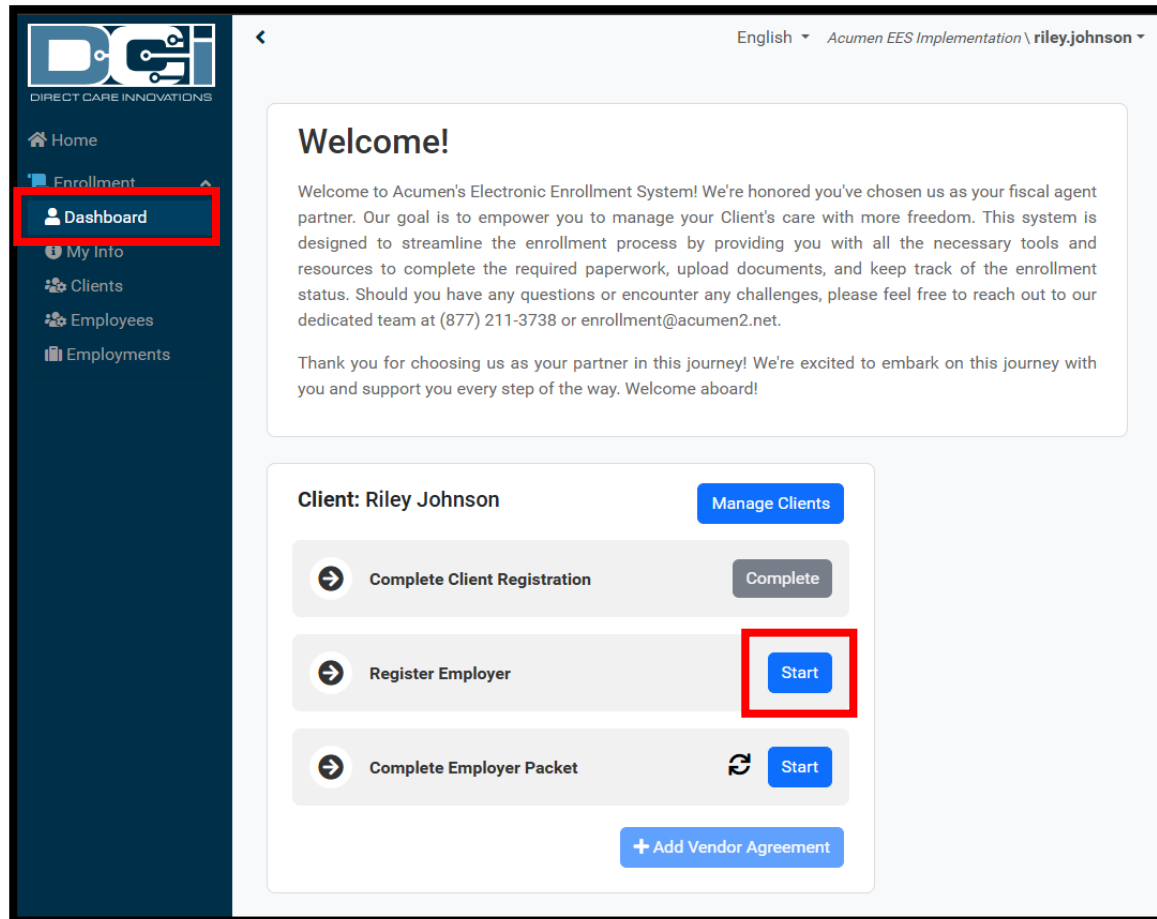 DCI
DIRECT CARE INNOVATIONS
English
Acumen EES Implementation \ riley.johnson
Home
Enrollment
Dashboard
My Info
Clients
Employees
Employments
Welcome!
Welcome to Acumen's Electronic Enrollment System! We're honored you've chosen us as your fiscal agent
partner. Our goal is to empower you to manage your Client's care with more freedom. This system is
designed to streamline the enrollment process by providing you with all the necessary tools and
resources to complete the required paperwork, upload documents, and keep track of the enrollment
status. Should you have any questions or encounter any challenges, please feel free to reach out to our
dedicated team at (877) 211-3738 or enrollment@acumen2.net.
Thank you for choosing us as your partner in this journey! We're excited to embark on this journey with
you and support you every step of the way. Welcome aboard!
Client: Riley Johnson
Manage Clients
Complete Client Registration
Complete
Register Employer
Start
Complete Employer Packet
Start
+ Add Vendor Agreement